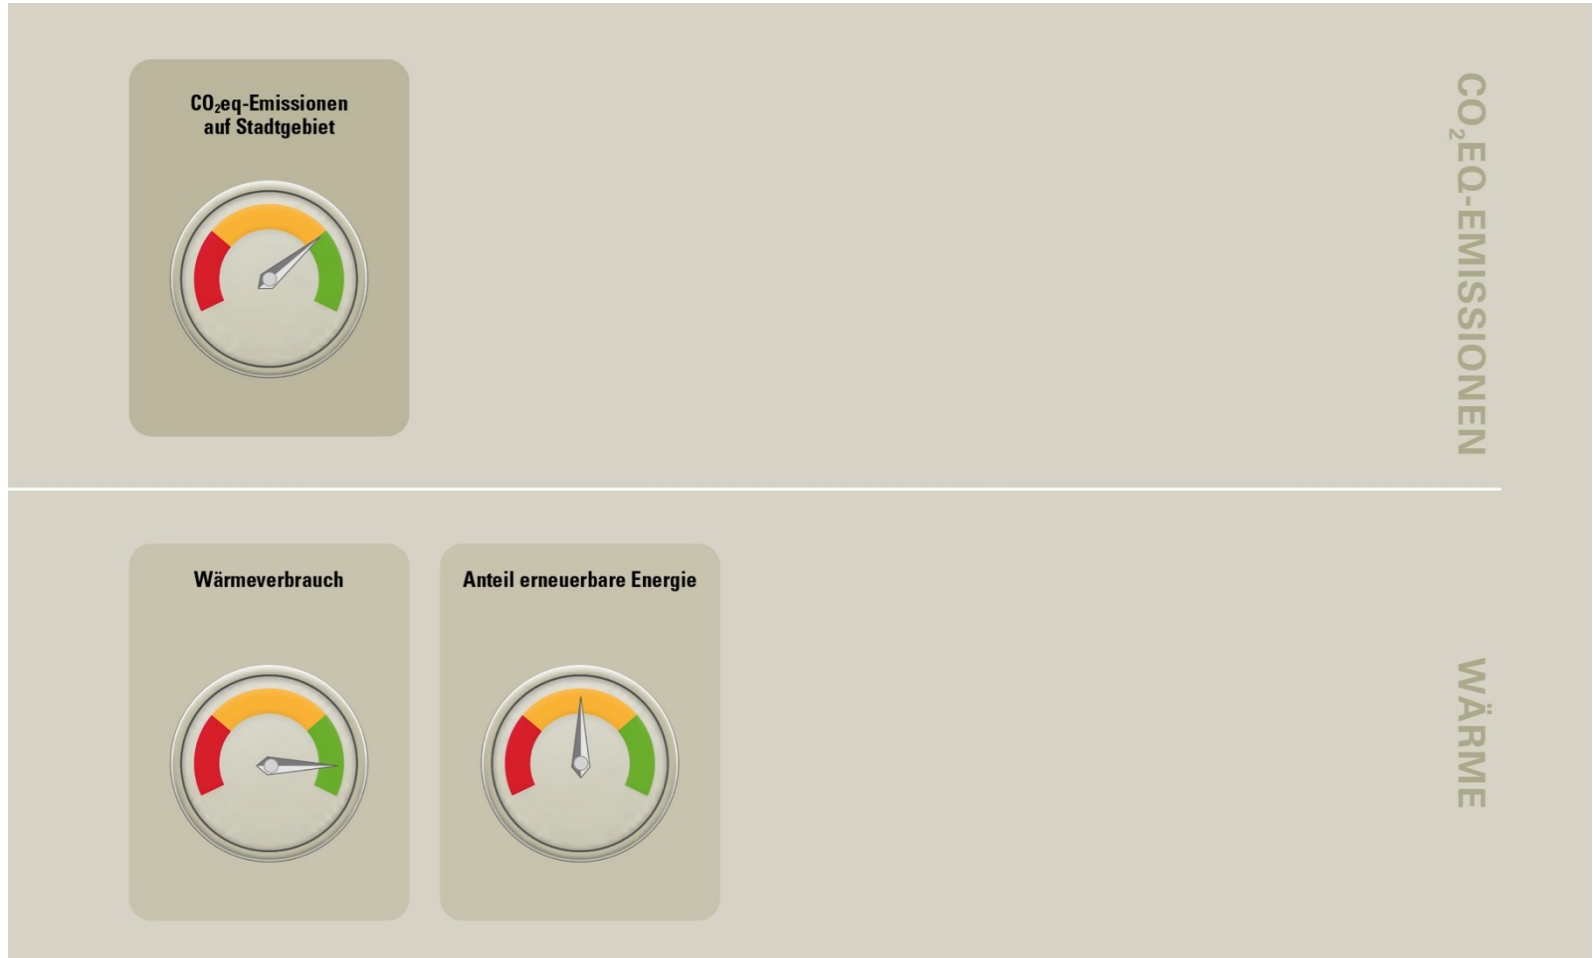 CO₂eq-Emissionen
auf Stadtgebiet
CO₂EQ-EMISSIONEN
Wärmeverbrauch
Anteil erneuerbare Energie
WÄRME